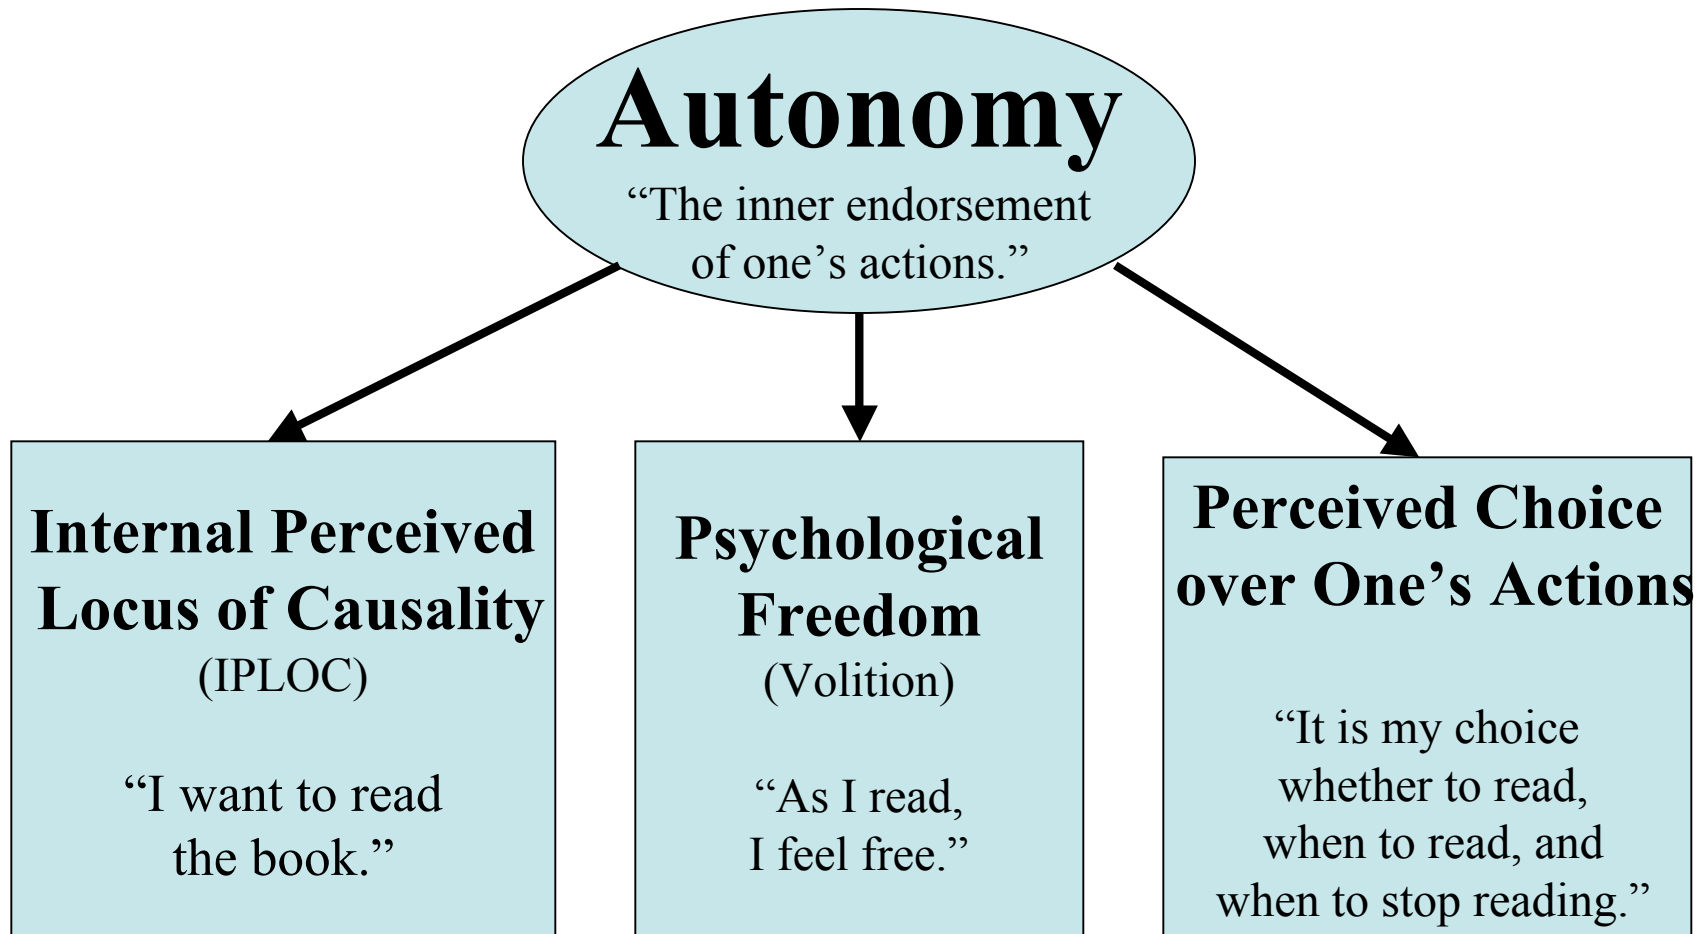 Autonomy
“The inner endorsement
of one’s actions.”
Internal Perceived
Locus of Causality
(IPLOC)
“I want to read
the book.”
Psychological
Freedom
(Volition)
“As I read,
I feel free.”
Perceived Choice
over One’s Actions
“It is my choice
whether to read,
when to read, and
when to stop reading.”